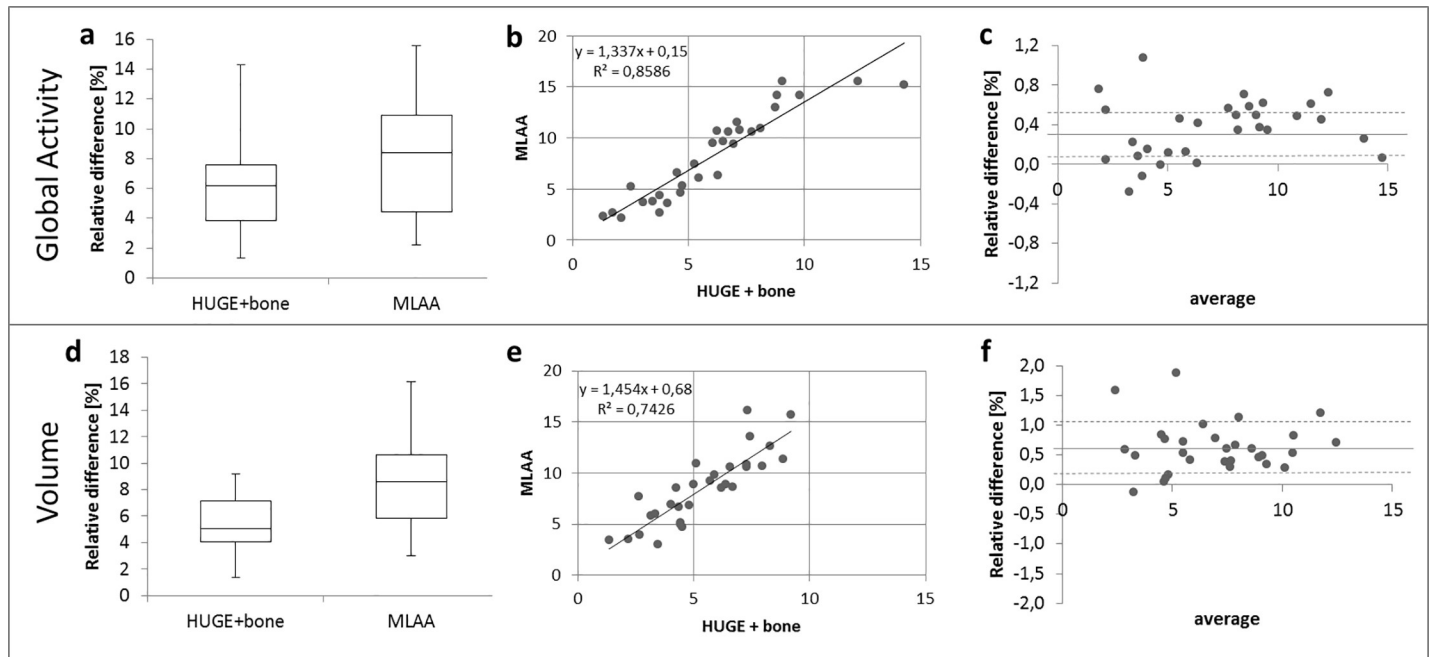 Global Activity
a
Relative difference [%]
16
14
12
10
8
6
4
2
0
HUGE+bone MLAA
b
y = 1,337x + 0,15
R² = 0,8586
MLAA
20
15
10
5
0
0 5 10 15
HUGE + bone
c
Relative difference [%]
1,2
0,8
0,4
0,0
-0,4
-0,8
-1,2
0 5 10 15
average
Volume
d
Relative difference [%]
18
16
14
12
10
8
6
4
2
0
HUGE+bone MLAA
e
y = 1,454x + 0,68
R² = 0,7426
MLAA
20
15
10
5
0
0 5 10 15
HUGE + bone
f
Relative difference [%]
2,0
1,5
1,0
0,5
0,0
-0,5
-1,0
-1,5
-2,0
0 5 10 15
average